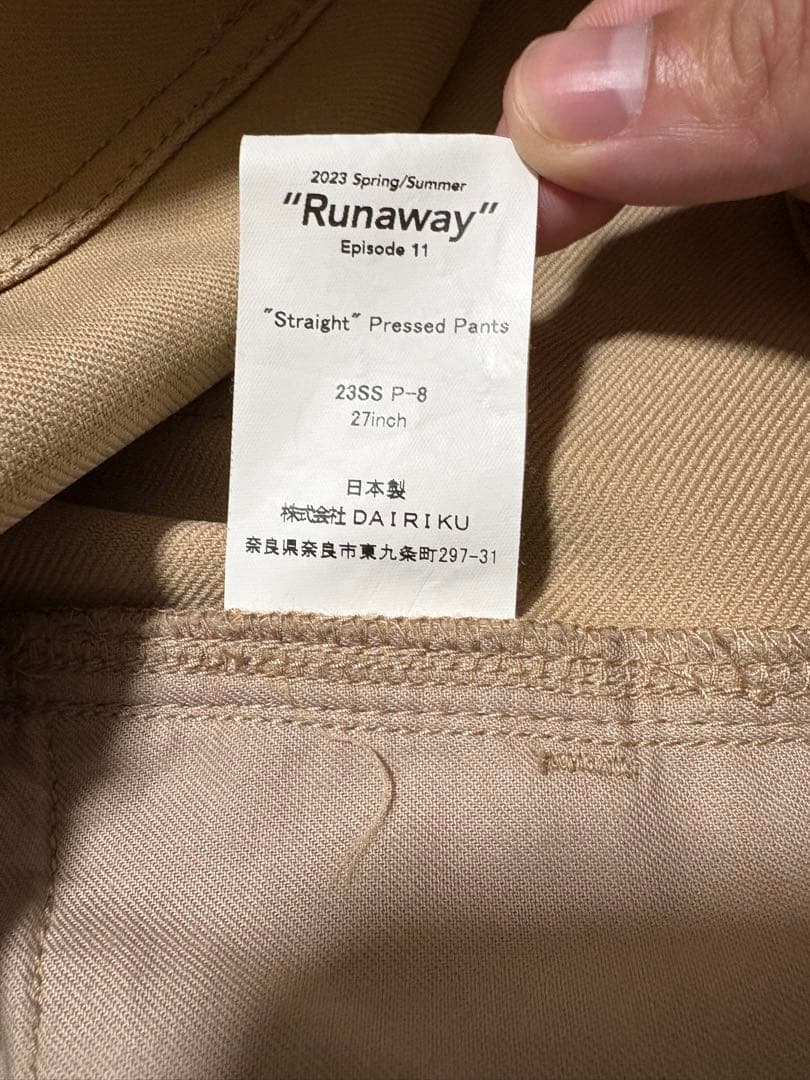 2023 Spring/Summer
"Runaway"
Episode 11
"Straight" Pressed Pants
23SS P-8
27inch
日本製
株式会社 DAIRIKU
奈良県奈良市東九条町297-31